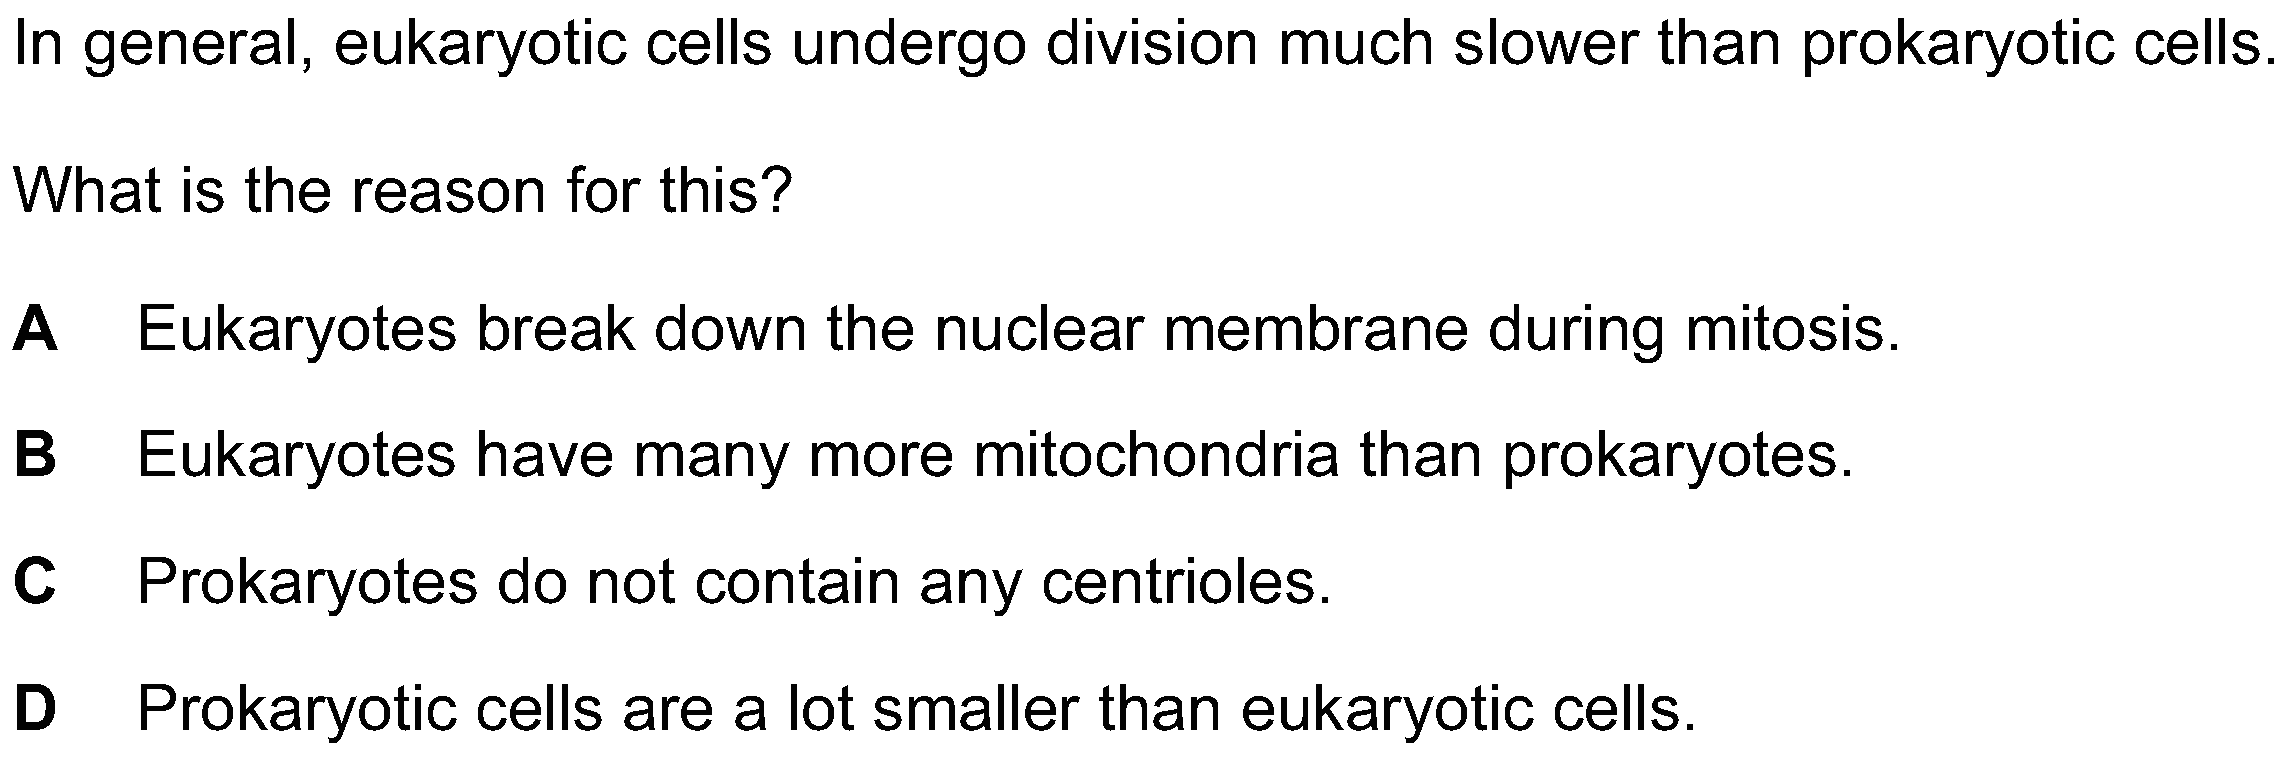 In general, eukaryotic cells undergo division much slower than prokaryotic cells.
What is the reason for this?
A Eukaryotes break down the nuclear membrane during mitosis.
B Eukaryotes have many more mitochondria than prokaryotes.
C Prokaryotes do not contain any centrioles.
D Prokaryotic cells are a lot smaller than eukaryotic cells.